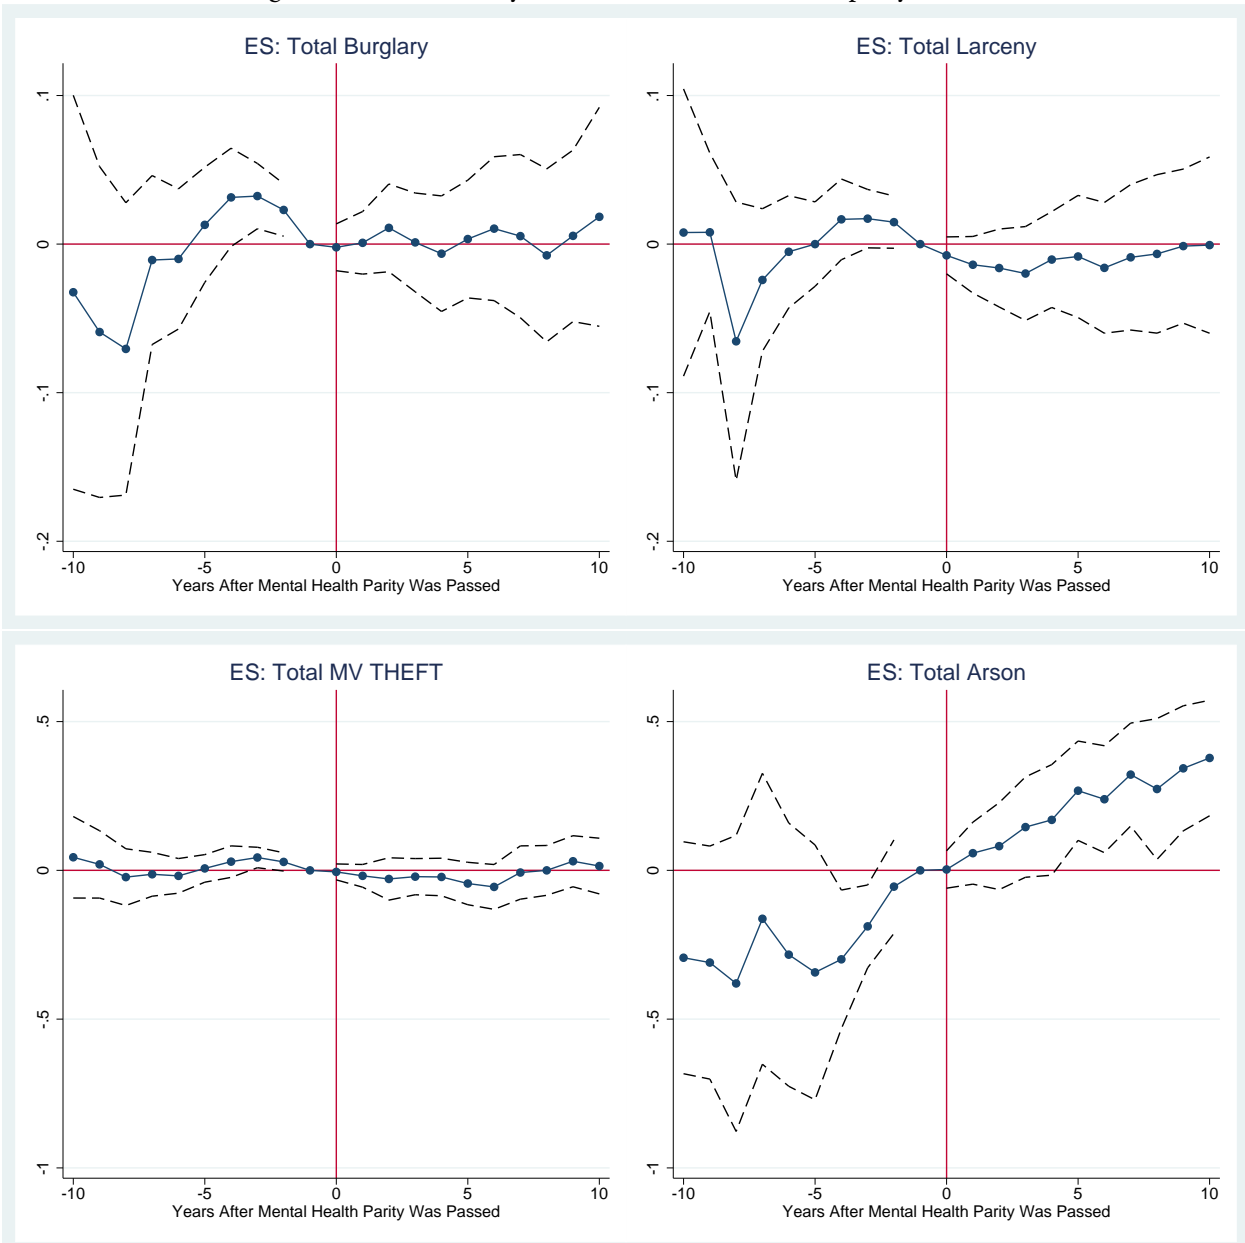 ES: Total Burglary
.1
0
-.1
-.2
-10 -5 0 5 10
Years After Mental Health Parity Was Passed
ES: Total Larceny
.1
0
-.1
-.2
-10 -5 0 5 10
Years After Mental Health Parity Was Passed
ES: Total MV THEFT
.5
0
-.5
-1
-10 -5 0 5 10
Years After Mental Health Parity Was Passed
ES: Total Arson
.5
0
-.5
-1
-10 -5 0 5 10
Years After Mental Health Parity Was Passed